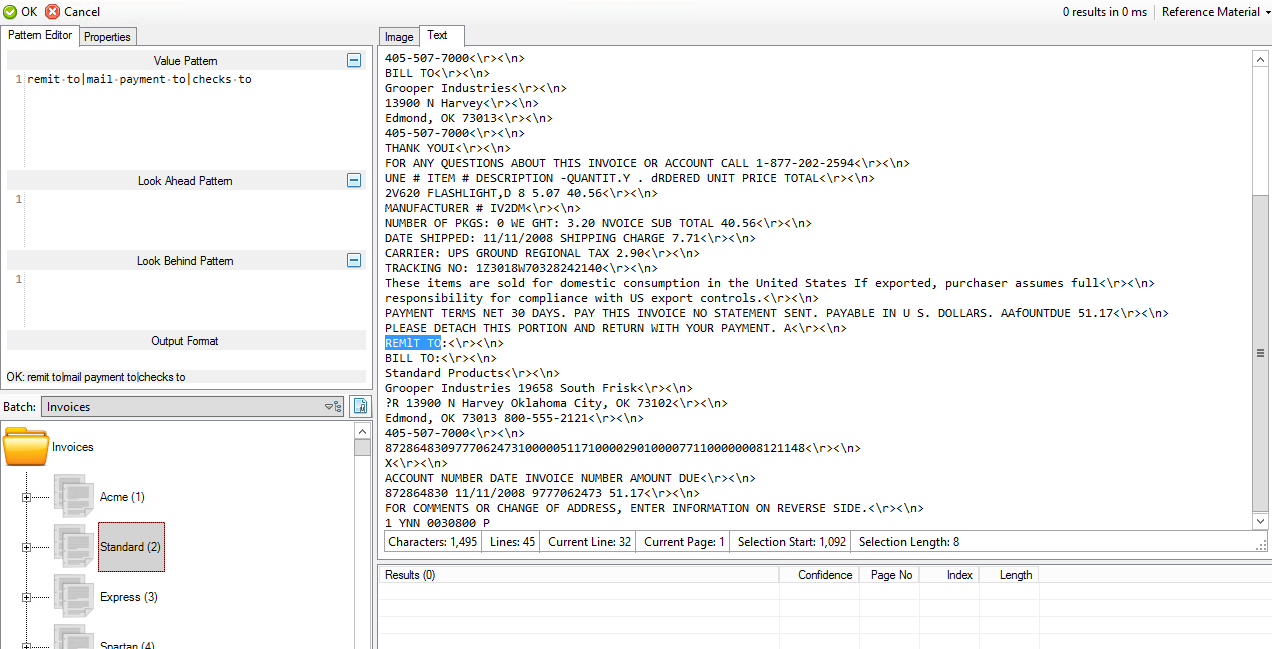 OK Cancel 0 results in 0 ms Reference Material
Pattern Editor Properties
Value Pattern
1 remit·to|mail·payment·to|checks·to
Look Ahead Pattern
1
Look Behind Pattern
1
Output Format
OK: remit to|mail payment to|checks to
Batch: Invoices
Invoices
Acme (1)
Standard (2)
Express (3)
Spartan (4)
Image Text
405-507-7000<\r><\n>
BILL TO<\r><\n>
Grooper Industries<\r><\n>
13900 N Harvey<\r><\n>
Edmond, OK 73013<\r><\n>
405-507-7000<\r><\n>
THANK YOUI<\r><\n>
FOR ANY QUESTIONS ABOUT THIS INVOICE OR ACCOUNT CALL 1-877-202-2594<\r><\n>
UNE # ITEM # DESCRIPTION -QUANTIT.Y . dRDERED UNIT PRICE TOTAL<\r><\n>
2V620 FLASHLIGHT,D 8 5.07 40.56<\r><\n>
MANUFACTURER # IV2DM<\r><\n>
NUMBER OF PKGS: 0 WE GHT: 3.20 NVOICE SUB TOTAL 40.56<\r><\n>
DATE SHIPPED: 11/11/2008 SHIPPING CHARGE 7.71<\r><\n>
CARRIER: UPS GROUND REGIONAL TAX 2.90<\r><\n>
TRACKING NO: 1Z3018W70328242140<\r><\n>
These items are sold for domestic consumption in the United States If exported, purchaser assumes full<\r><\n>
responsibility for compliance with US export controls.<\r><\n>
PAYMENT TERMS NET 30 DAYS. PAY THIS INVOICE NO STATEMENT SENT. PAYABLE IN U S. DOLLARS. AAfOUNTDUE 51.17<\r><\n>
PLEASE DETACH THIS PORTION AND RETURN WITH YOUR PAYMENT. A<\r><\n>
REMlT TO:<\r><\n>
BILL TO:<\r><\n>
Standard Products<\r><\n>
Grooper Industries 19658 South Frisk<\r><\n>
?R 13900 N Harvey Oklahoma City, OK 73102<\r><\n>
Edmond, OK 73013 800-555-2121<\r><\n>
405-507-7000<\r><\n>
8728648309777062473100000511710000290100007711000000008121148<\r><\n>
X<\r><\n>
ACCOUNT NUMBER DATE INVOICE NUMBER AMOUNT DUE<\r><\n>
872864830 11/11/2008 9777062473 51.17<\r><\n>
FOR COMMENTS OR CHANGE OF ADDRESS, ENTER INFORMATION ON REVERSE SIDE.<\r><\n>
1 YNN 0030800 P
Characters: 1,495 Lines: 45 Current Line: 32 Current Page: 1 Selection Start: 1,092 Selection Length: 8
Results (0) Confidence Page No Index Length